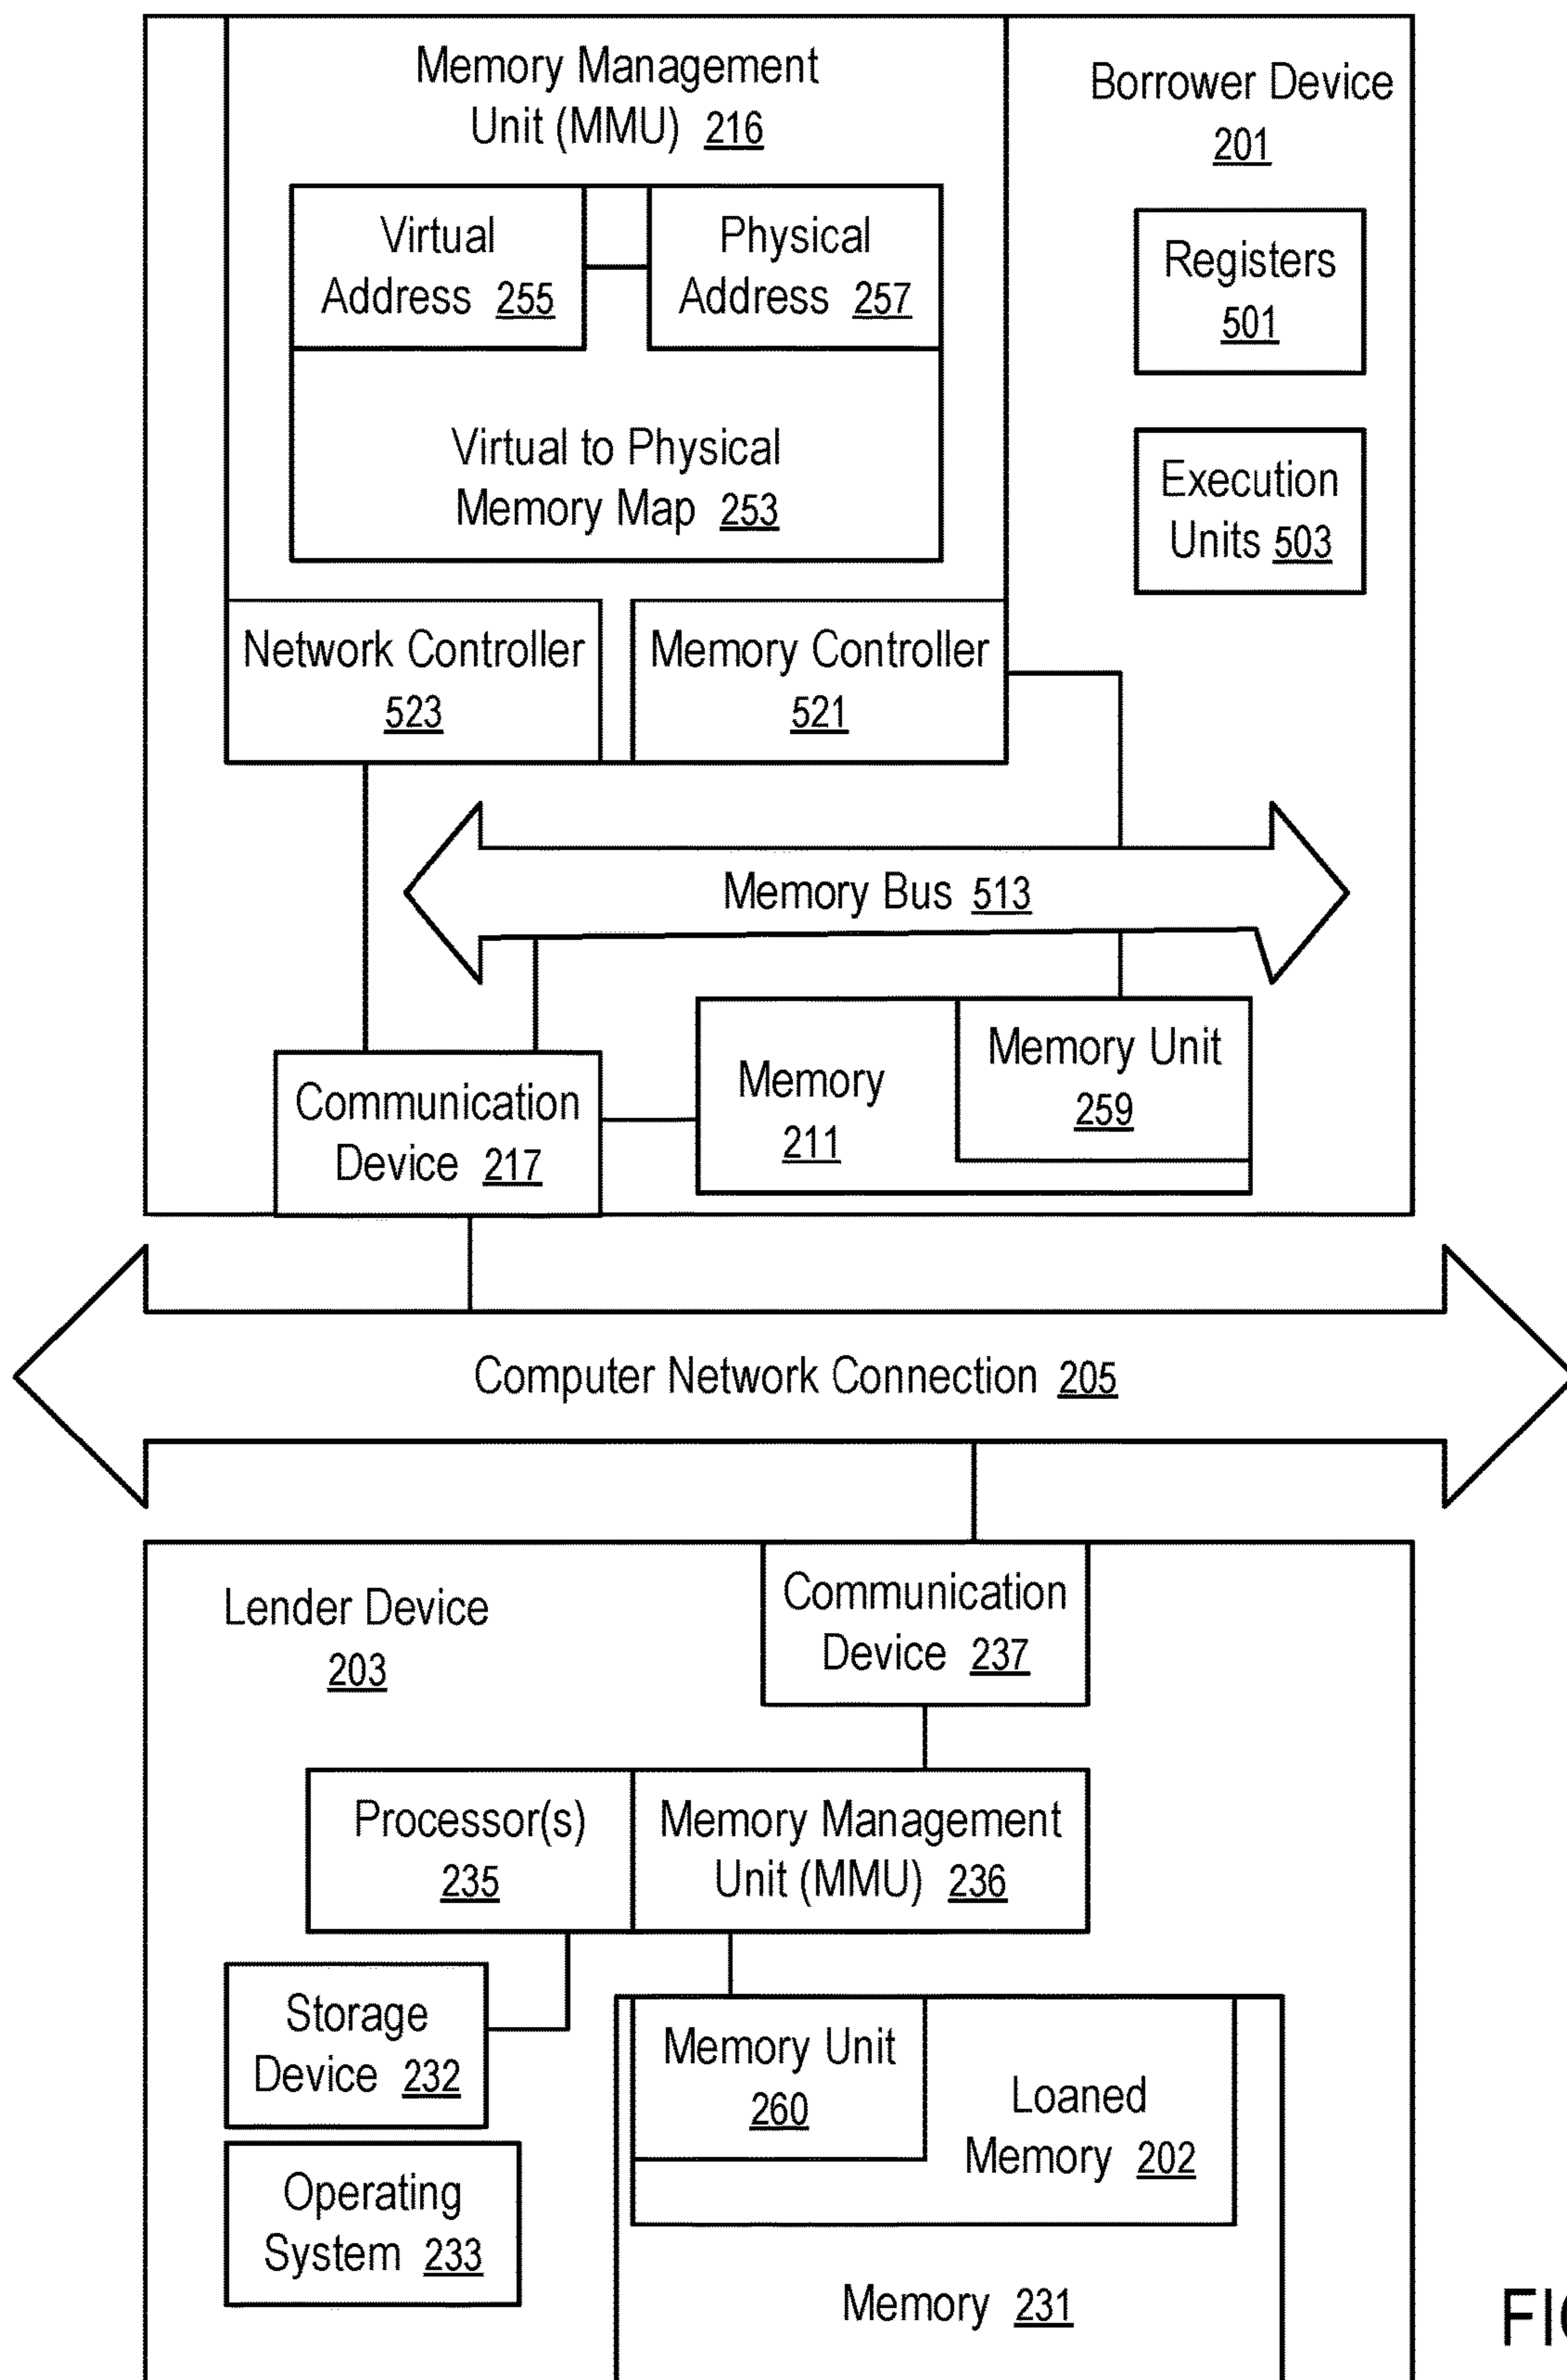 Memory Management
Unit (MMU) 216
Borrower Device
201
Virtual
Address 255
Physical
Address 257
Registers
501
Virtual to Physical
Memory Map 253
Execution
Units 503
Network Controller
523
Memory Controller
521
Memory Bus 513
Communication
Device 217
Memory
211
Memory Unit
259
Computer Network Connection 205
Lender Device
203
Communication
Device 237
Processor(s)
235
Memory Management
Unit (MMU) 236
Storage
Device 232
Memory Unit
260
Loaned
Memory 202
Operating
System 233
Memory 231